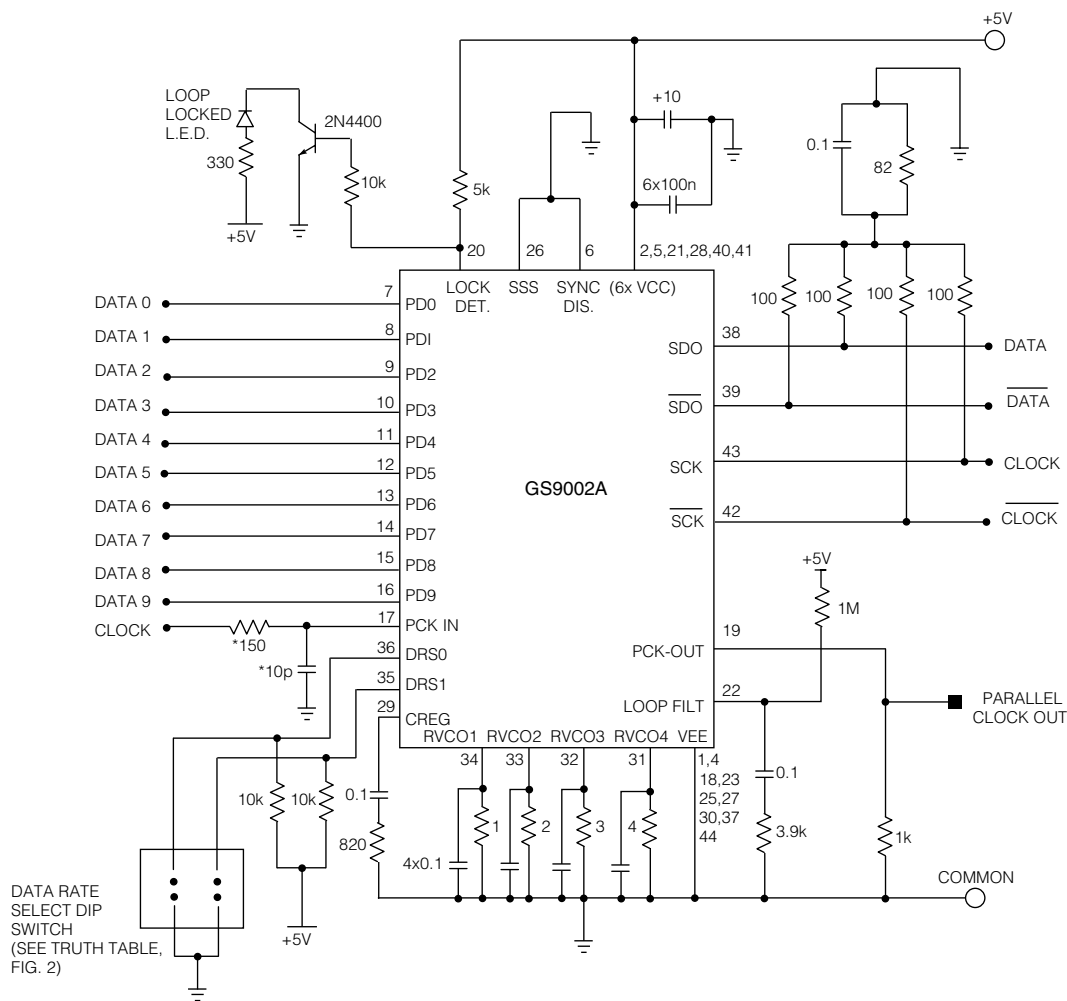 +5V
LOOP
LOCKED
L.E.D.
2N4400
330
10k
+5V
5k
+10
6x100n
0.1
82
20
26
6
2,5,21,28,40,41
LOCK
DET.
SSS
SYNC
DIS.
(6x VCC)
100
100
100
100
DATA 0
7
PD0
DATA 1
8
PDI
DATA 2
9
PD2
DATA 3
10
PD3
DATA 4
11
PD4
DATA 5
12
PD5
DATA 6
13
PD6
DATA 7
14
PD7
DATA 8
15
PD8
DATA 9
16
PD9
CLOCK
*150
*10p
17
PCK IN
36
DRS0
35
DRS1
29
CREG
GS9002A
SDO
38
DATA
SDO
39
DATA
SCK
43
CLOCK
SCK
42
CLOCK
+5V
1M
PCK-OUT
19
LOOP FILT
22
PARALLEL
CLOCK OUT
RVCO1
RVCO2
RVCO3
RVCO4
VEE
34
33
32
31
1,4
18,23
25,27
30,37
44
10k
10k
0.1
820
4x0.1
1
2
3
4
0.1
3.9k
1k
COMMON
+5V
DATA RATE
SELECT DIP
SWITCH
(SEE TRUTH TABLE,
FIG. 2)